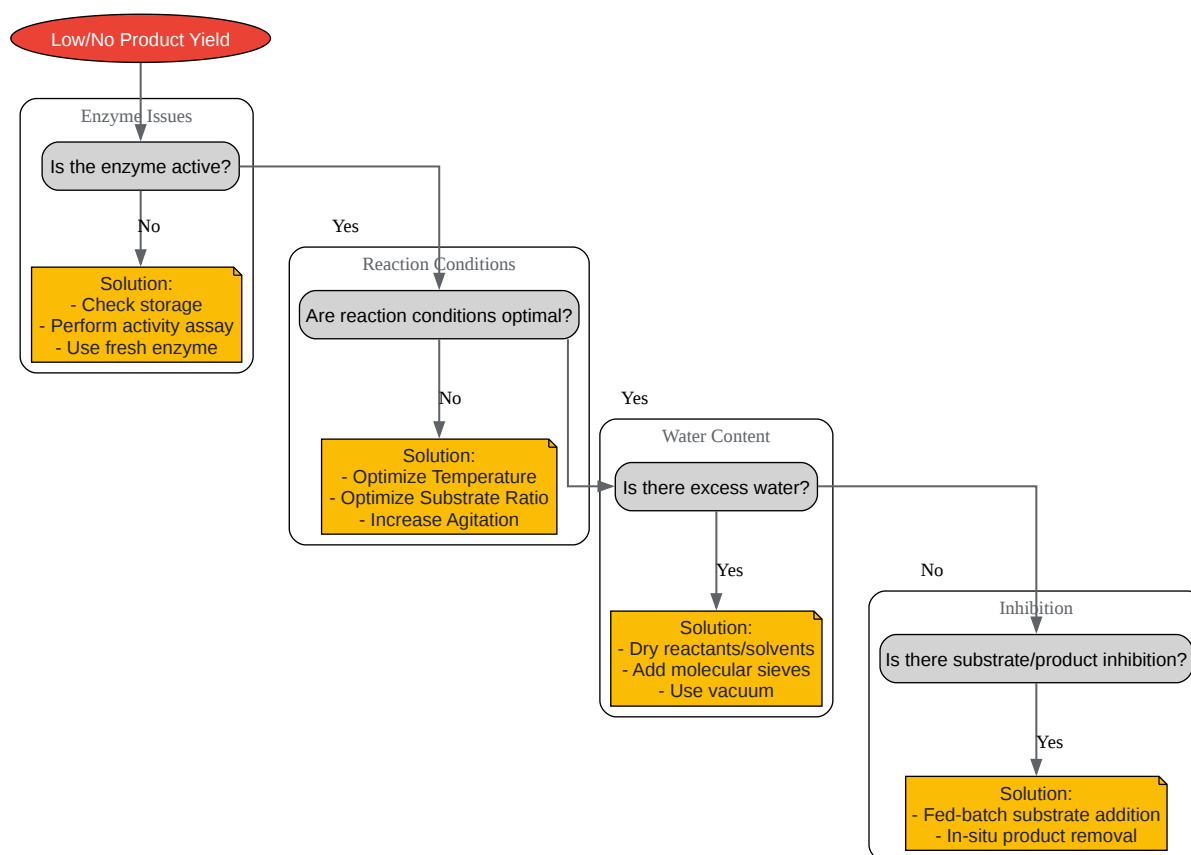 Low/No Product Yield
Enzyme Issues
Is the enzyme active?
No
Yes
Solution:
- Check storage
- Perform activity assay
- Use fresh enzyme
Reaction Conditions
Are reaction conditions optimal?
No
Yes
Solution:
- Optimize Temperature
- Optimize Substrate Ratio
- Increase Agitation
Water Content
Is there excess water?
Yes
No
Solution:
- Dry reactants/solvents
- Add molecular sieves
- Use vacuum
Inhibition
Is there substrate/product inhibition?
Yes
Solution:
- Fed-batch substrate addition
- In-situ product removal